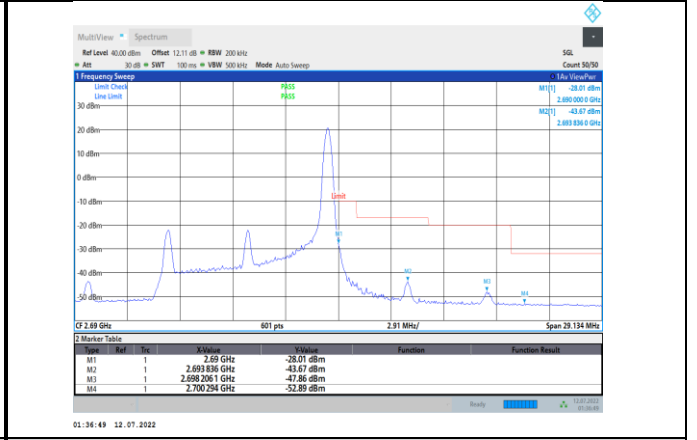 MultiView Spectrum
Ref Level 40.00 dBm Offset 12.11 dB RBW 200 kHz SGL
Att 30 dB SWT 100 ms VBW 500 kHz Mode Auto Sweep Count 50/50
1 Frequency Sweep 1Av ViewPwr
Limit Check PASS M1[1] -28.01 dBm
Line Limit PASS 2.690 000 0 GHz
30 dBm M2[1] -43.67 dBm
2.693 836 0 GHz
20 dBm
10 dBm
0 dBm
Limit
-10 dBm
-20 dBm
M1
-30 dBm
-40 dBm
M2
M3
-50 dBm
M4
CF 2.69 GHz 601 pts 2.91 MHz/ Span 29.134 MHz
2 Marker Table
Type Ref Trc X-Value Y-Value Function Function Result
M1 1 2.69 GHz -28.01 dBm
M2 1 2.693 836 GHz -43.67 dBm
M3 1 2.698 206 1 GHz -47.86 dBm
M4 1 2.700 294 GHz -52.89 dBm
Ready 12.07.2022
01:36:49
01:36:49 12.07.2022